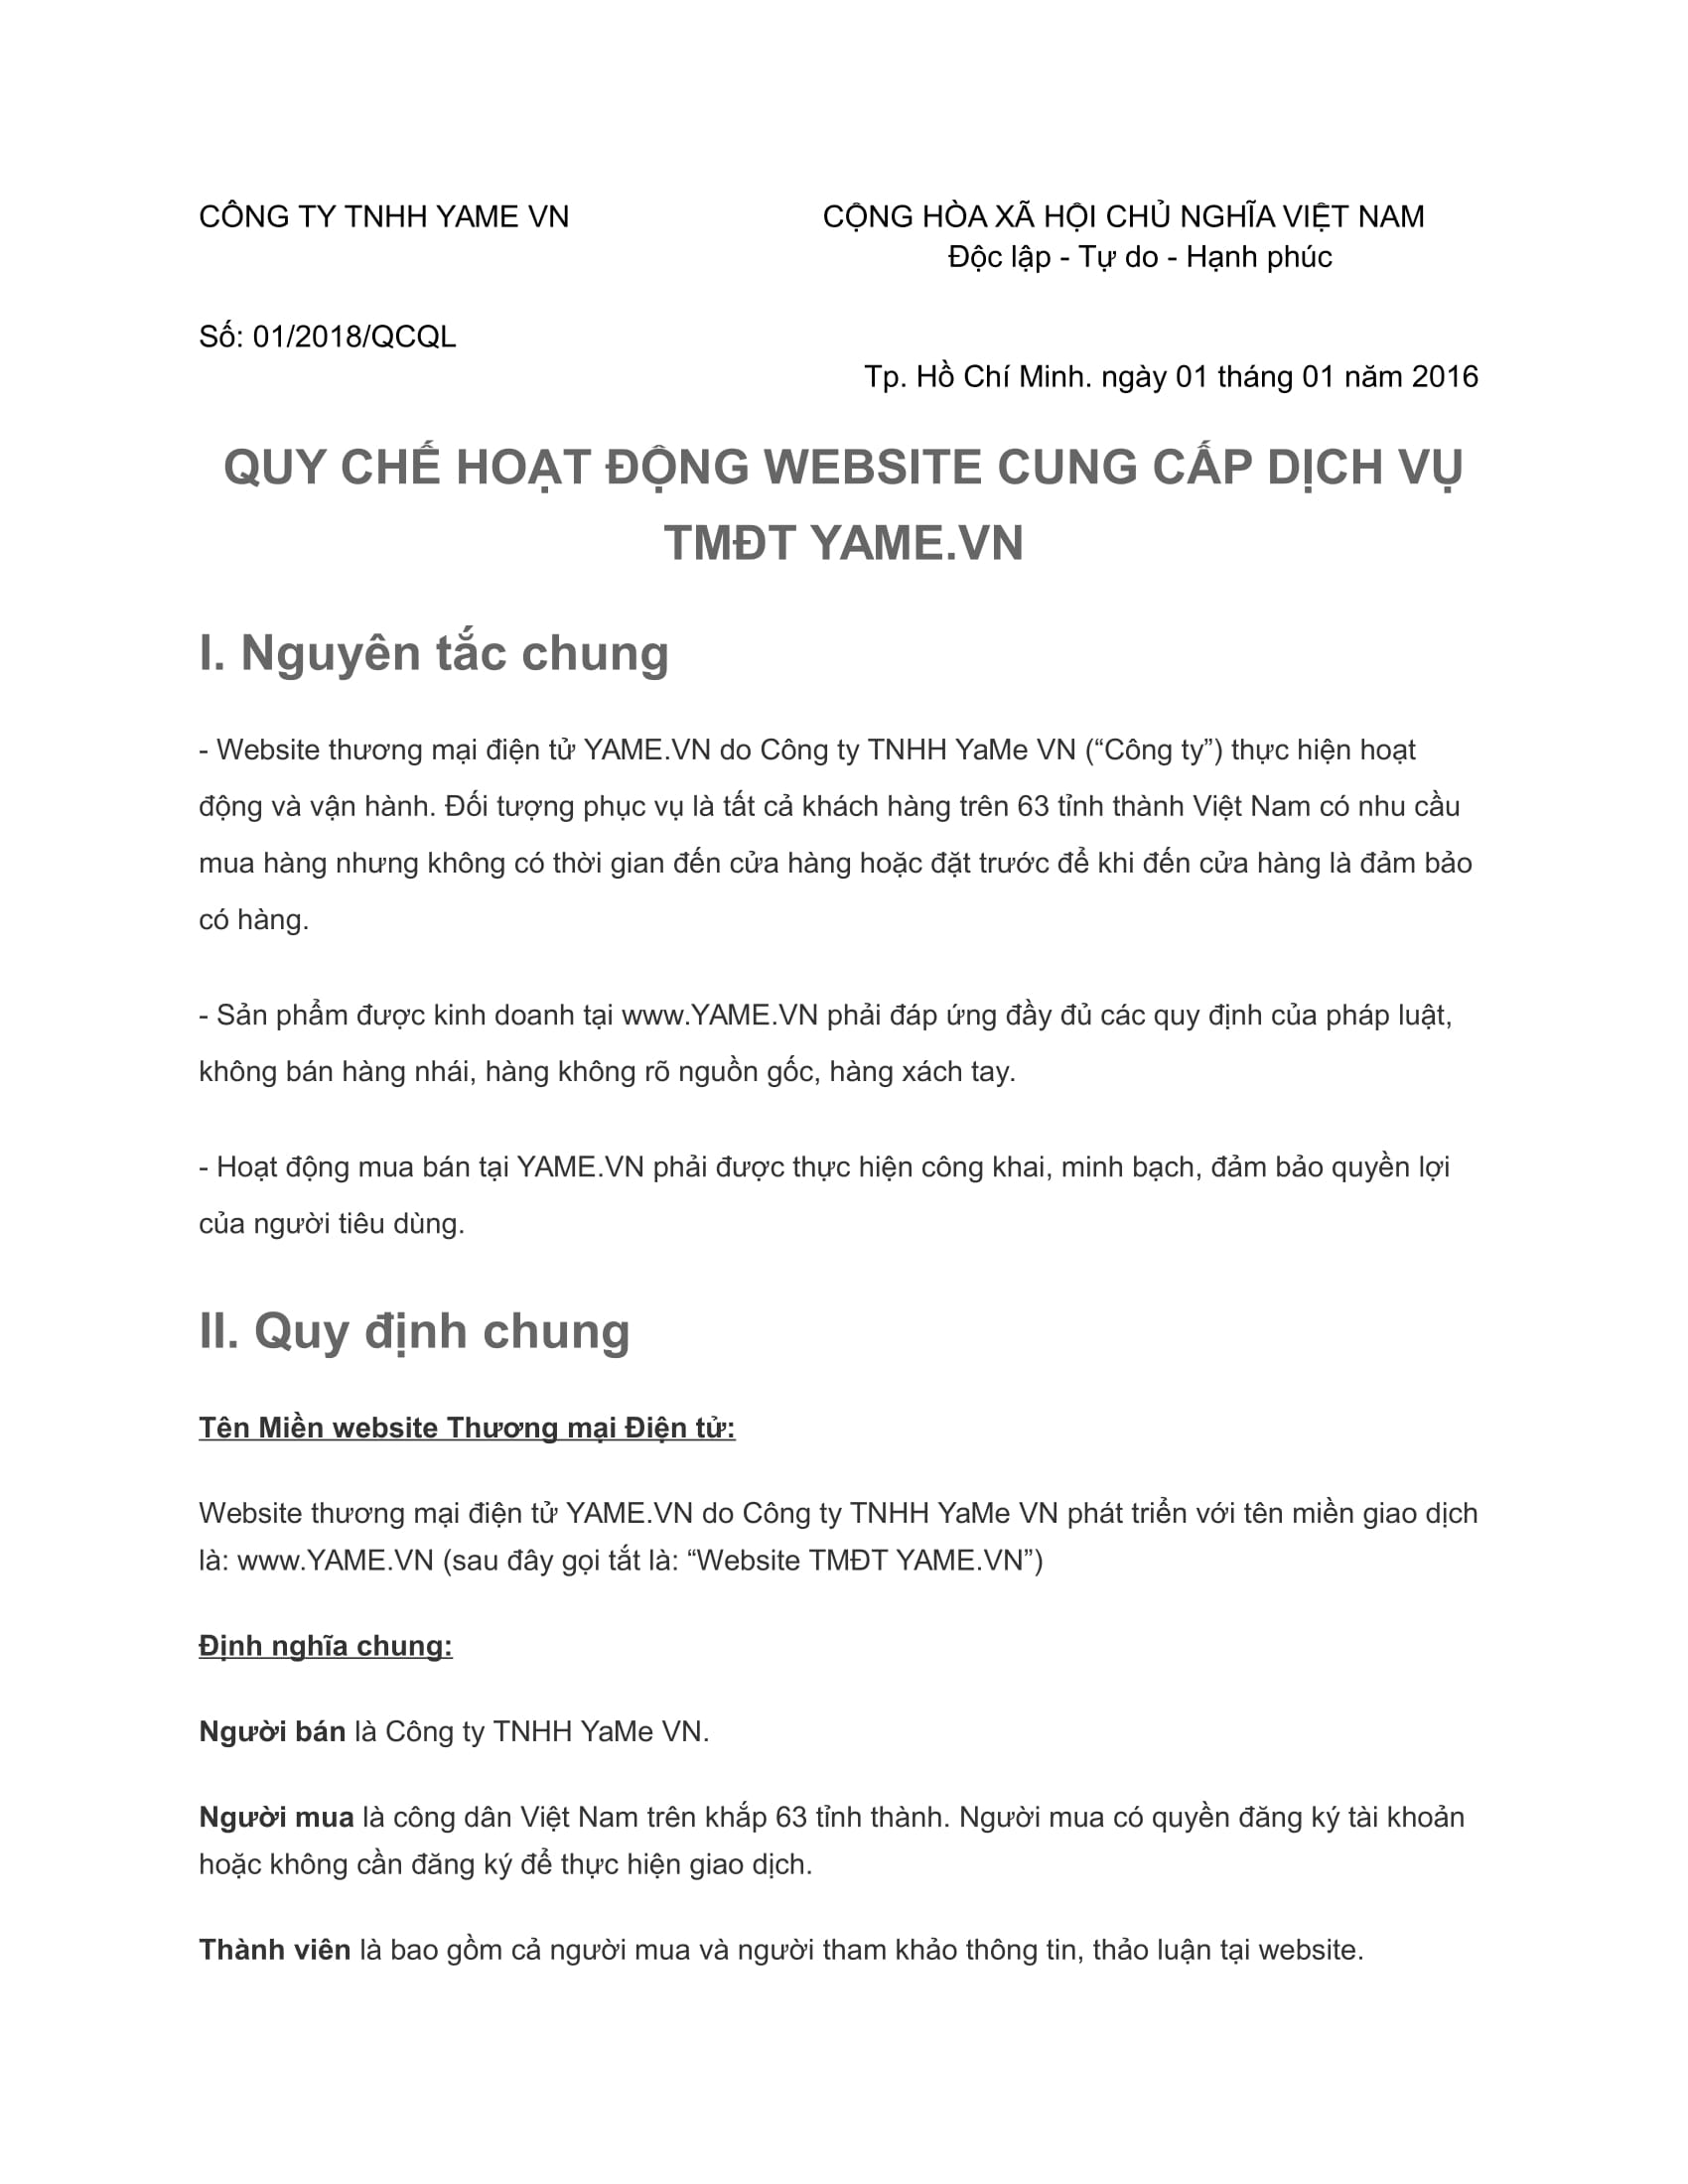 CÔNG TY TNHH YAME VN
CỘNG HÒA XÃ HỘI CHỦ NGHĨA VIỆT NAM
Độc lập - Tự do - Hạnh phúc
Số: 01/2018/QCQL
Tp. Hồ Chí Minh. ngày 01 tháng 01 năm 2016
QUY CHẾ HOẠT ĐỘNG WEBSITE CUNG CẤP DỊCH VỤ
TMĐT YAME.VN
I. Nguyên tắc chung
- Website thương mại điện tử YAME.VN do Công ty TNHH YaMe VN (“Công ty”) thực hiện hoạt
động và vận hành. Đối tượng phục vụ là tất cả khách hàng trên 63 tỉnh thành Việt Nam có nhu cầu
mua hàng nhưng không có thời gian đến cửa hàng hoặc đặt trước để khi đến cửa hàng là đảm bảo
có hàng.
- Sản phẩm được kinh doanh tại www.YAME.VN phải đáp ứng đầy đủ các quy định của pháp luật,
không bán hàng nhái, hàng không rõ nguồn gốc, hàng xách tay.
- Hoạt động mua bán tại YAME.VN phải được thực hiện công khai, minh bạch, đảm bảo quyền lợi
của người tiêu dùng.
II. Quy định chung
Tên Miền website Thương mại Điện tử:
Website thương mại điện tử YAME.VN do Công ty TNHH YaMe VN phát triển với tên miền giao dịch
là: www.YAME.VN (sau đây gọi tắt là: “Website TMĐT YAME.VN”)
Định nghĩa chung:
Người bán là Công ty TNHH YaMe VN.
Người mua là công dân Việt Nam trên khắp 63 tỉnh thành. Người mua có quyền đăng ký tài khoản
hoặc không cần đăng ký để thực hiện giao dịch.
Thành viên là bao gồm cả người mua và người tham khảo thông tin, thảo luận tại website.